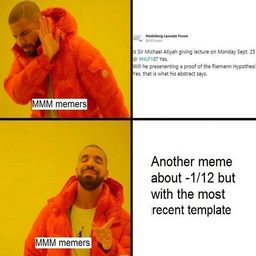 Heidelberg Laureate Forum
Is Sir Michael Atiyah giving lecture on Monday Sept. 25
@ #HLF18? Yes.
Will he presenenting a proof of the Riemann Hypothesi
Yes, that is what his abstract says.
MMM memers
Another meme
about -1/12 but
with the most
recent template
MMM memers